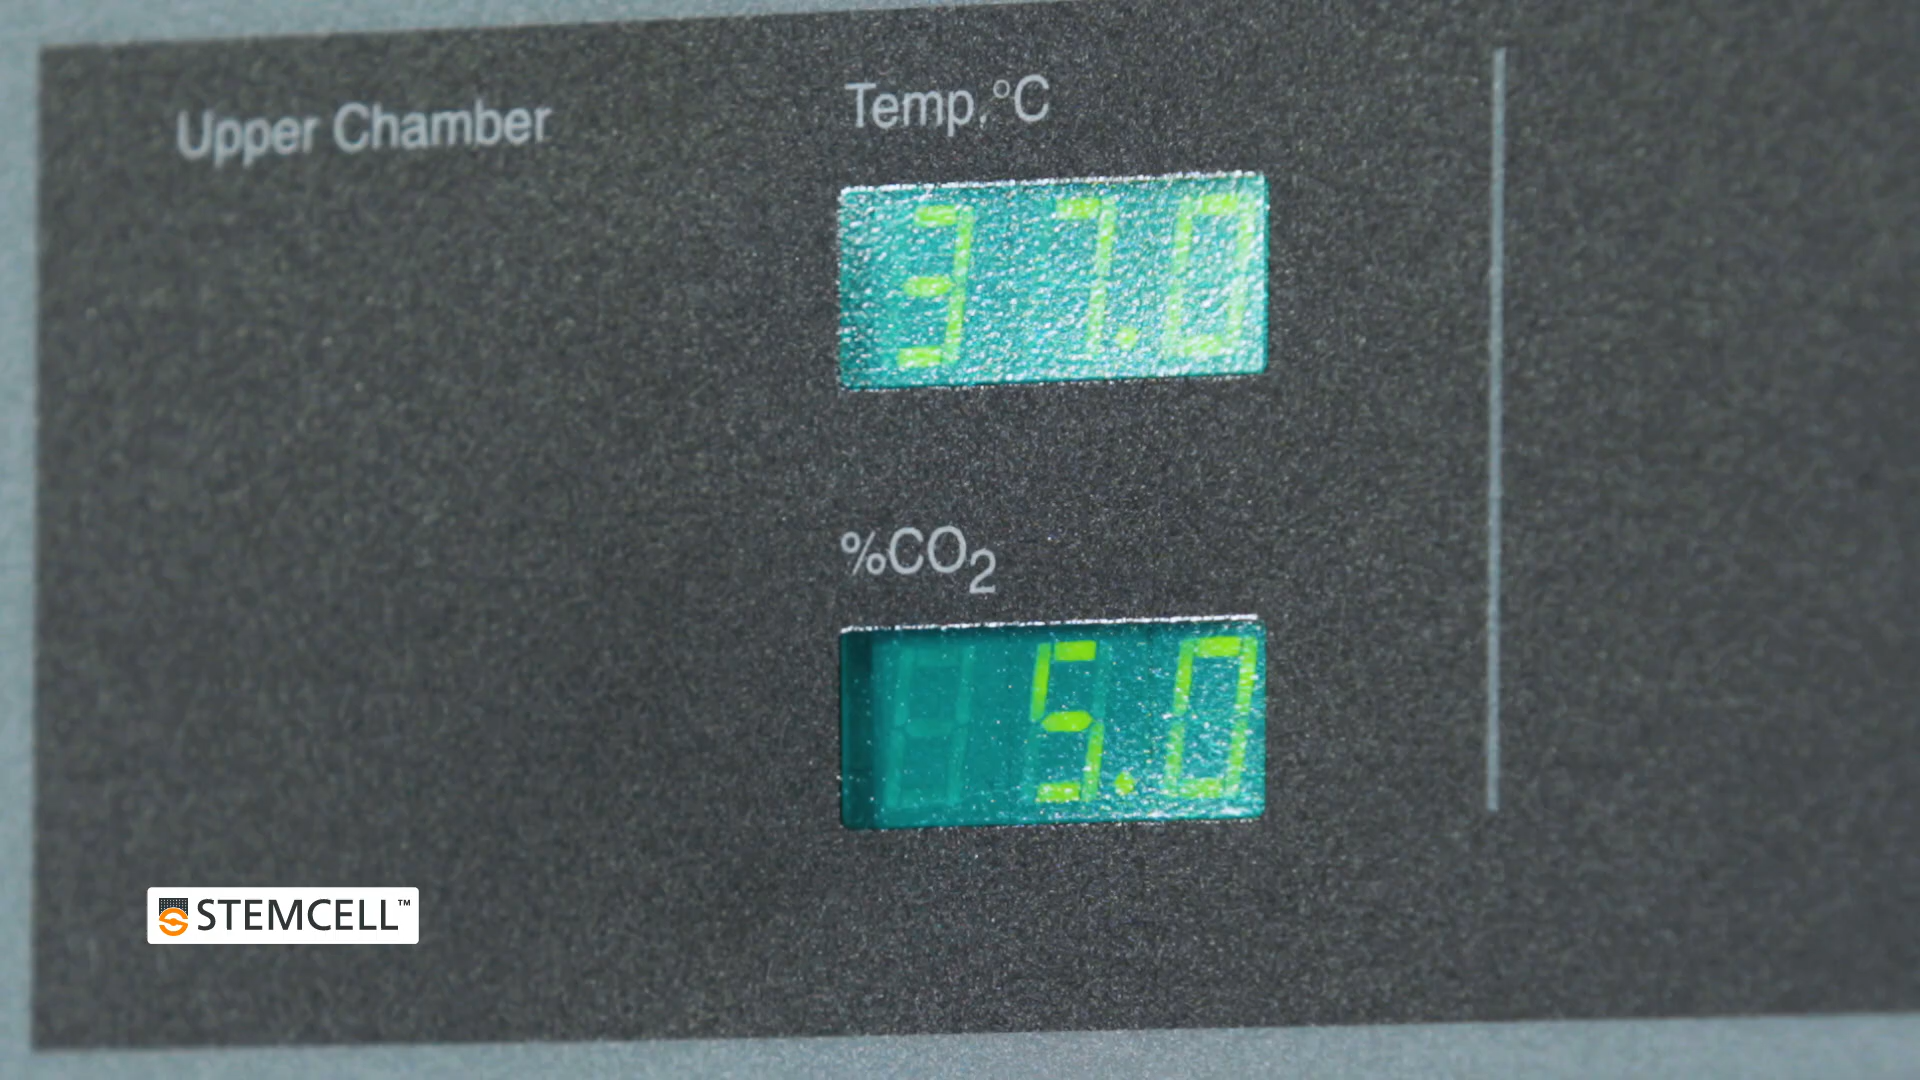 Upper Chamber
Temp. °C
37.0
%CO₂
5.0
STEMCELL™